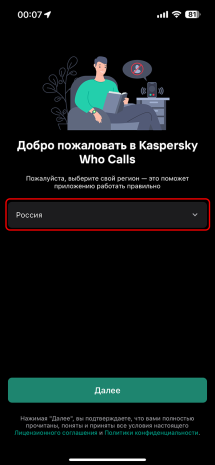 00:07
81
Добро пожаловать в Kaspersky
Who Calls
Пожалуйста, выберите свой регион — это поможет
приложению работать правильно
Россия
Далее
Нажимая "Далее", вы подтверждаете, что вами полностью
прочитаны, поняты и приняты все условия настоящего
Лицензионного соглашения и Политики конфиденциальности.